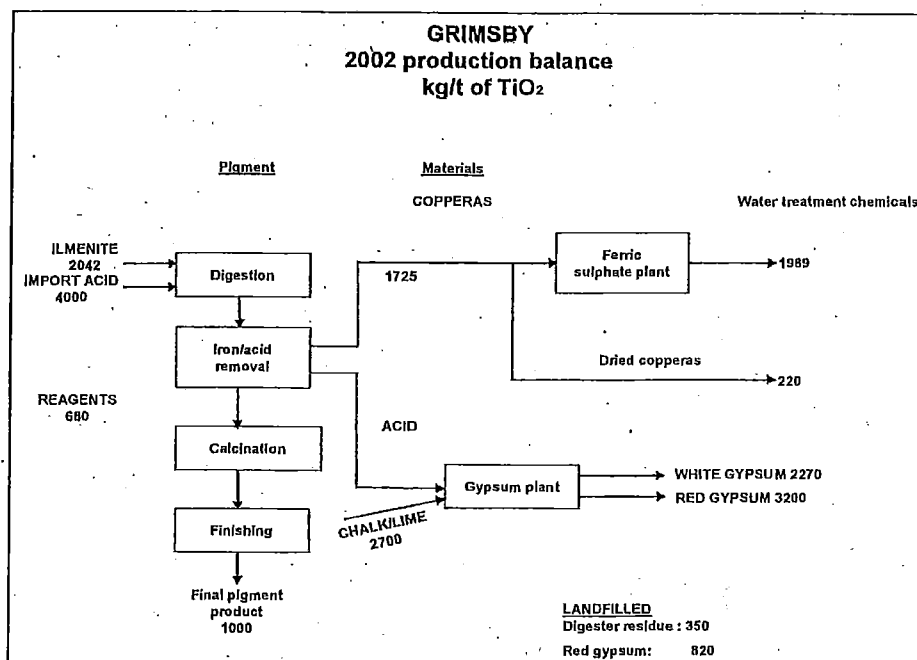 GRIMSBY
2002 production balance
kg/t of TiO2
Pigment
Materials
COPPERAS
Water treatment chemicals
ILMENITE
2042
IMPORT ACID
4000
Digestion
1725
Ferric
sulphate plant
1989
Iron/acid
removal
Dried copperas
220
REAGENTS
680
ACID
Calcination
Gypsum plant
WHITE GYPSUM 2270
RED GYPSUM 3200
CHALK/LIME
2700
Finishing
Final pigment
product
1000
LANDFILLED
Digester residue : 350
Red gypsum: 820